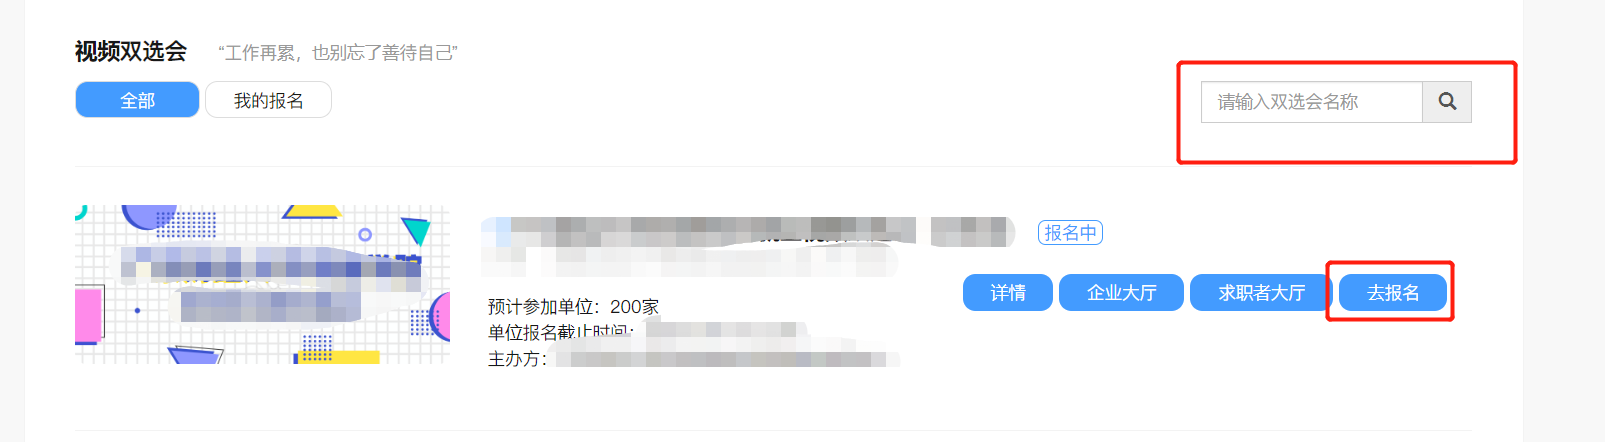 视频双选会 “工作再累，也别忘了善待自己”
全部 我的报名 请输入双选会名称
报名中
详情 企业大厅 求职者大厅 去报名
预计参加单位：200家
单位报名截止时间：
主办方：